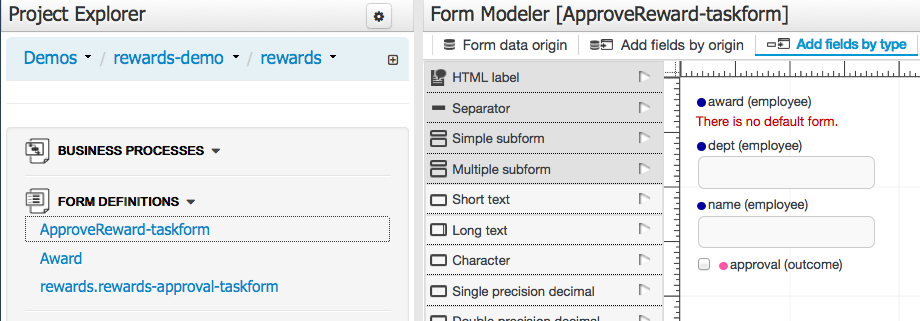 Project Explorer
Demos / rewards-demo / rewards
BUSINESS PROCESSES
FORM DEFINITIONS
ApproveReward-taskform
Award
rewards.rewards-approval-taskform
Form Modeler [ApproveReward-taskform]
Form data origin Add fields by origin Add fields by type
HTML label
Separator
Simple subform
Multiple subform
Short text
Long text
Character
Single precision decimal
Double precision decimal
award (employee)
There is no default form.
dept (employee)
name (employee)
approval (outcome)